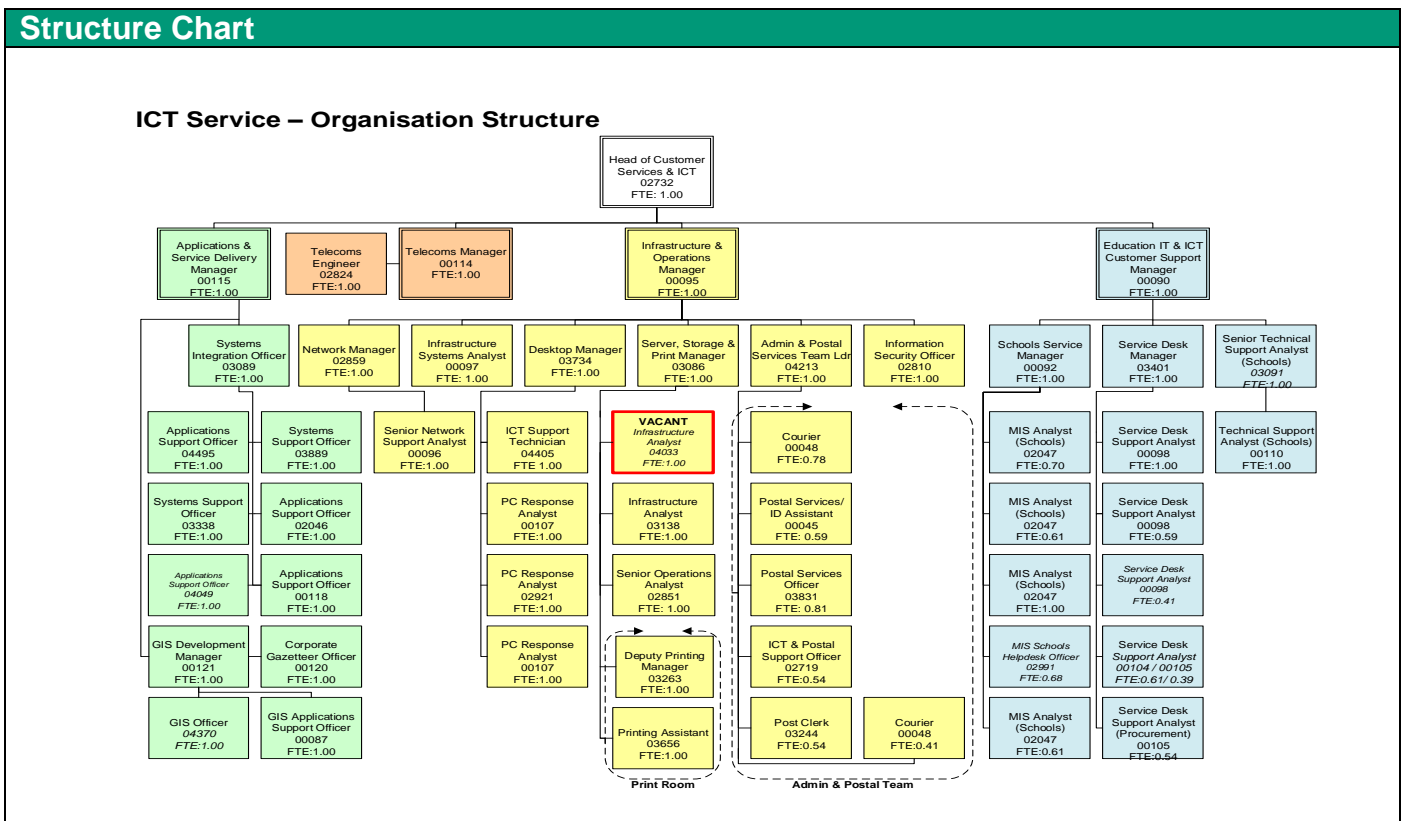 Structure Chart
ICT Service – Organisation Structure
Head of Customer
Services & ICT
02732
FTE: 1.00
Applications &
Service Delivery
Manager
00115
FTE:1.00
Telecoms
Engineer
02824
FTE:1.00
Telecoms Manager
00114
FTE:1.00
Infrastructure &
Operations
Manager
00095
FTE:1.00
Education IT & ICT
Customer Support
Manager
00090
FTE:1.00
Systems
Integration Officer
03089
FTE:1.00
Network Manager
02859
FTE:1.00
Infrastructure
Systems Analyst
00097
FTE: 1.00
Desktop Manager
03734
FTE:1.00
Server, Storage &
Print Manager
03086
FTE:1.00
Admin & Postal
Services Team Ldr
04213
FTE:1.00
Information
Security Officer
02810
FTE:1.00
Schools Service
Manager
00092
FTE:1.00
Service Desk
Manager
03401
FTE:1.00
Senior Technical
Support Analyst
(Schools)
03091
FTE:1.00
Applications
Support Officer
04495
FTE:1.00
Systems
Support Officer
03889
FTE:1.00
Senior Network
Support Analyst
00096
FTE:1.00
ICT Support
Technician
04405
FTE:1.00
VACANT
Infrastructure
Analyst
04033
FTE:1.00
Courier
00048
FTE:0.78
MIS Analyst
(Schools)
02047
FTE:0.70
Service Desk
Support Analyst
00098
FTE:1.00
Technical Support
Analyst (Schools)
00110
FTE 1.00
Systems Support
Officer
03338
FTE:1.00
Applications
Support Officer
02046
FTE:1.00
PC Response
Analyst
00107
FTE:1.00
Infrastructure
Analyst
03138
FTE:1.00
Postal Services/
ID Assistant
00045
FTE: 0.59
MIS Analyst
(Schools)
02047
FTE:0.61
Service Desk
Support Analyst
00098
FTE:0.59
Applications
Support Officer
04049
FTE:1.00
Applications
Support Officer
00118
FTE:1.00
PC Response
Analyst
02921
FTE:1.00
Senior Operations
Analyst
02851
FTE: 1.00
Postal Services
Officer
03831
FTE: 0.81
MIS Analyst
(Schools)
02047
FTE:1.00
Service Desk
Support Analyst
00098
FTE:0.41
GIS Development
Manager
00121
FTE:1.00
Corporate
Gazetteer Officer
00120
FTE:1.00
PC Response
Analyst
00107
FTE:1.00
Deputy Printing
Manager
03263
FTE:1.00
ICT & Postal
Support Officer
02719
FTE:0.54
MIS Schools
Helpdesk Officer
02991
FTE:0.68
Service Desk
Support Analyst
00104 / 00105
FTE:0.61/ 0.39
GIS Officer
04370
FTE:1.00
GIS Applications
Support Officer
00087
FTE:1.00
Printing Assistant
03656
FTE:1.00
Post Clerk
03244
FTE:0.54
Courier
00048
FTE:0.41
MIS Analyst
(Schools)
02047
FTE:0.61
Service Desk
Support Analyst
(Procurement)
00105
FTE:0.54
Print Room
Admin & Postal Team